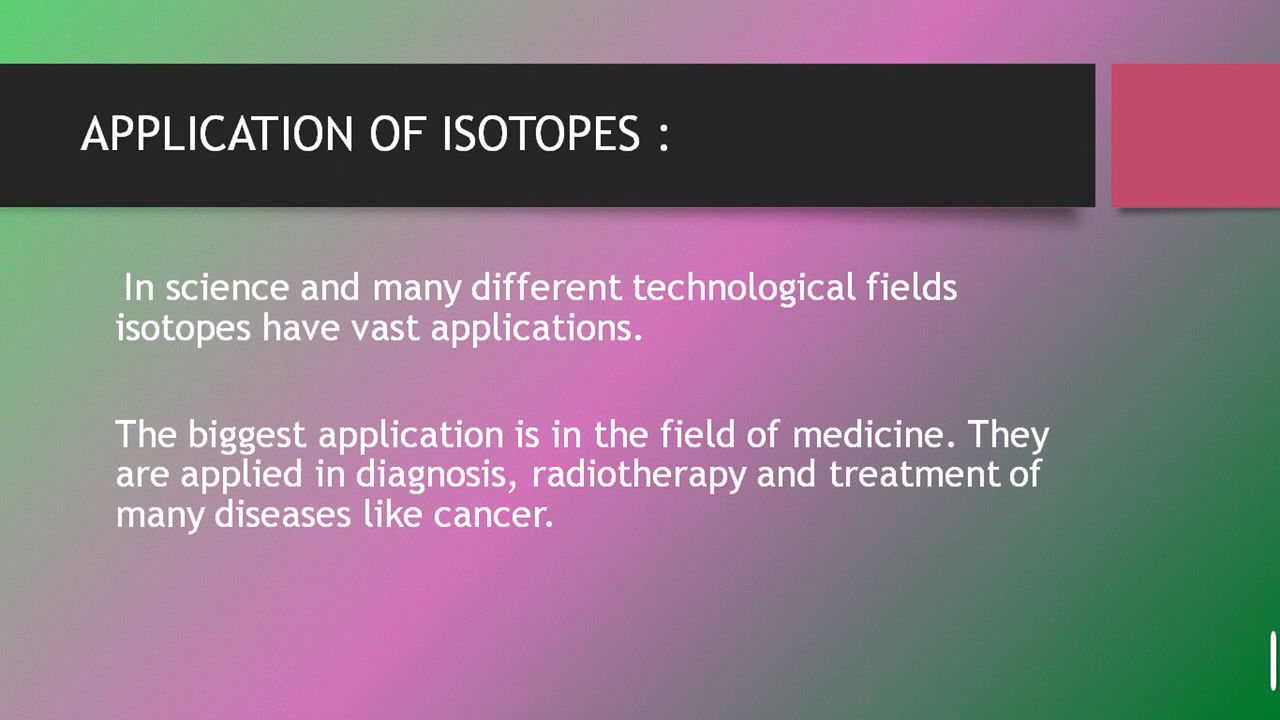 APPLICATION OF ISOTOPES :
In science and many different technological fields
isotopes have vast applications.
The biggest application is in the field of medicine. They
are applied in diagnosis, radiotherapy and treatment of
many diseases like cancer.